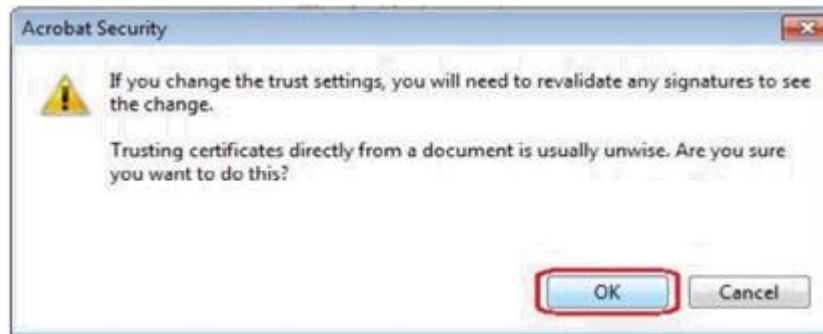 Acrobat Security
If you change the trust settings, you will need to revalidate any signatures to see
the change.
Trusting certificates directly from a document is usually unwise. Are you sure
you want to do this?
OK
Cancel